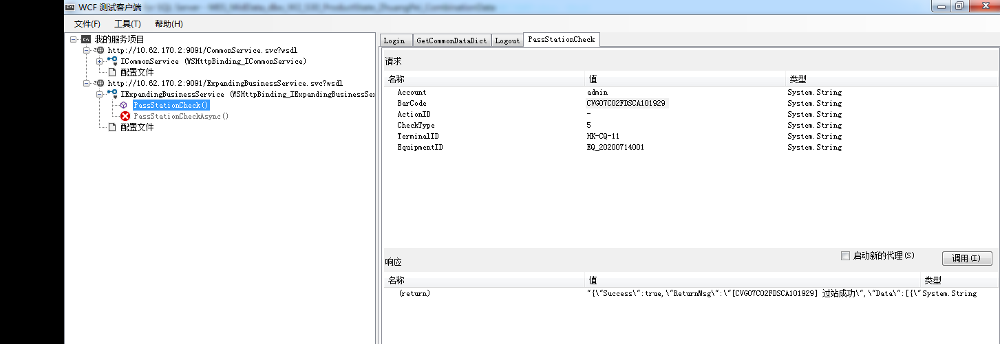 WCF 测试客户端
文件(F) 工具(T) 帮助(H)
我的服务项目
http://10.62.170.2:9091/CommonService.svc?wsdl
ICommonService (WSHttpBinding_ICommonService)
配置文件
http://10.62.170.2:9091/ExpandingBusinessService.svc?wsdl
IExpandingBusinessService (WSHttpBinding_IExpandingBusinessSer
PassStationCheck()
PassStationCheckAsync()
配置文件
Login GetCommonDataDict Logout PassStationCheck
请求
名称 值 类型
Account admin System.String
BarCode CVG07C02FDSCA101929 System.String
ActionID - System.String
CheckType 5 System.String
TerminalID HK-CQ-11 System.String
EquipmentID EQ_20200714001 System.String
响应 启动新的代理(S) 调用(I)
名称 值 类型
(return) "{\"Success\":true,\"ReturnMsg\":\"[CVG07C02FDSCA101929] 过站成功\",\"Data\":[{\" System.String